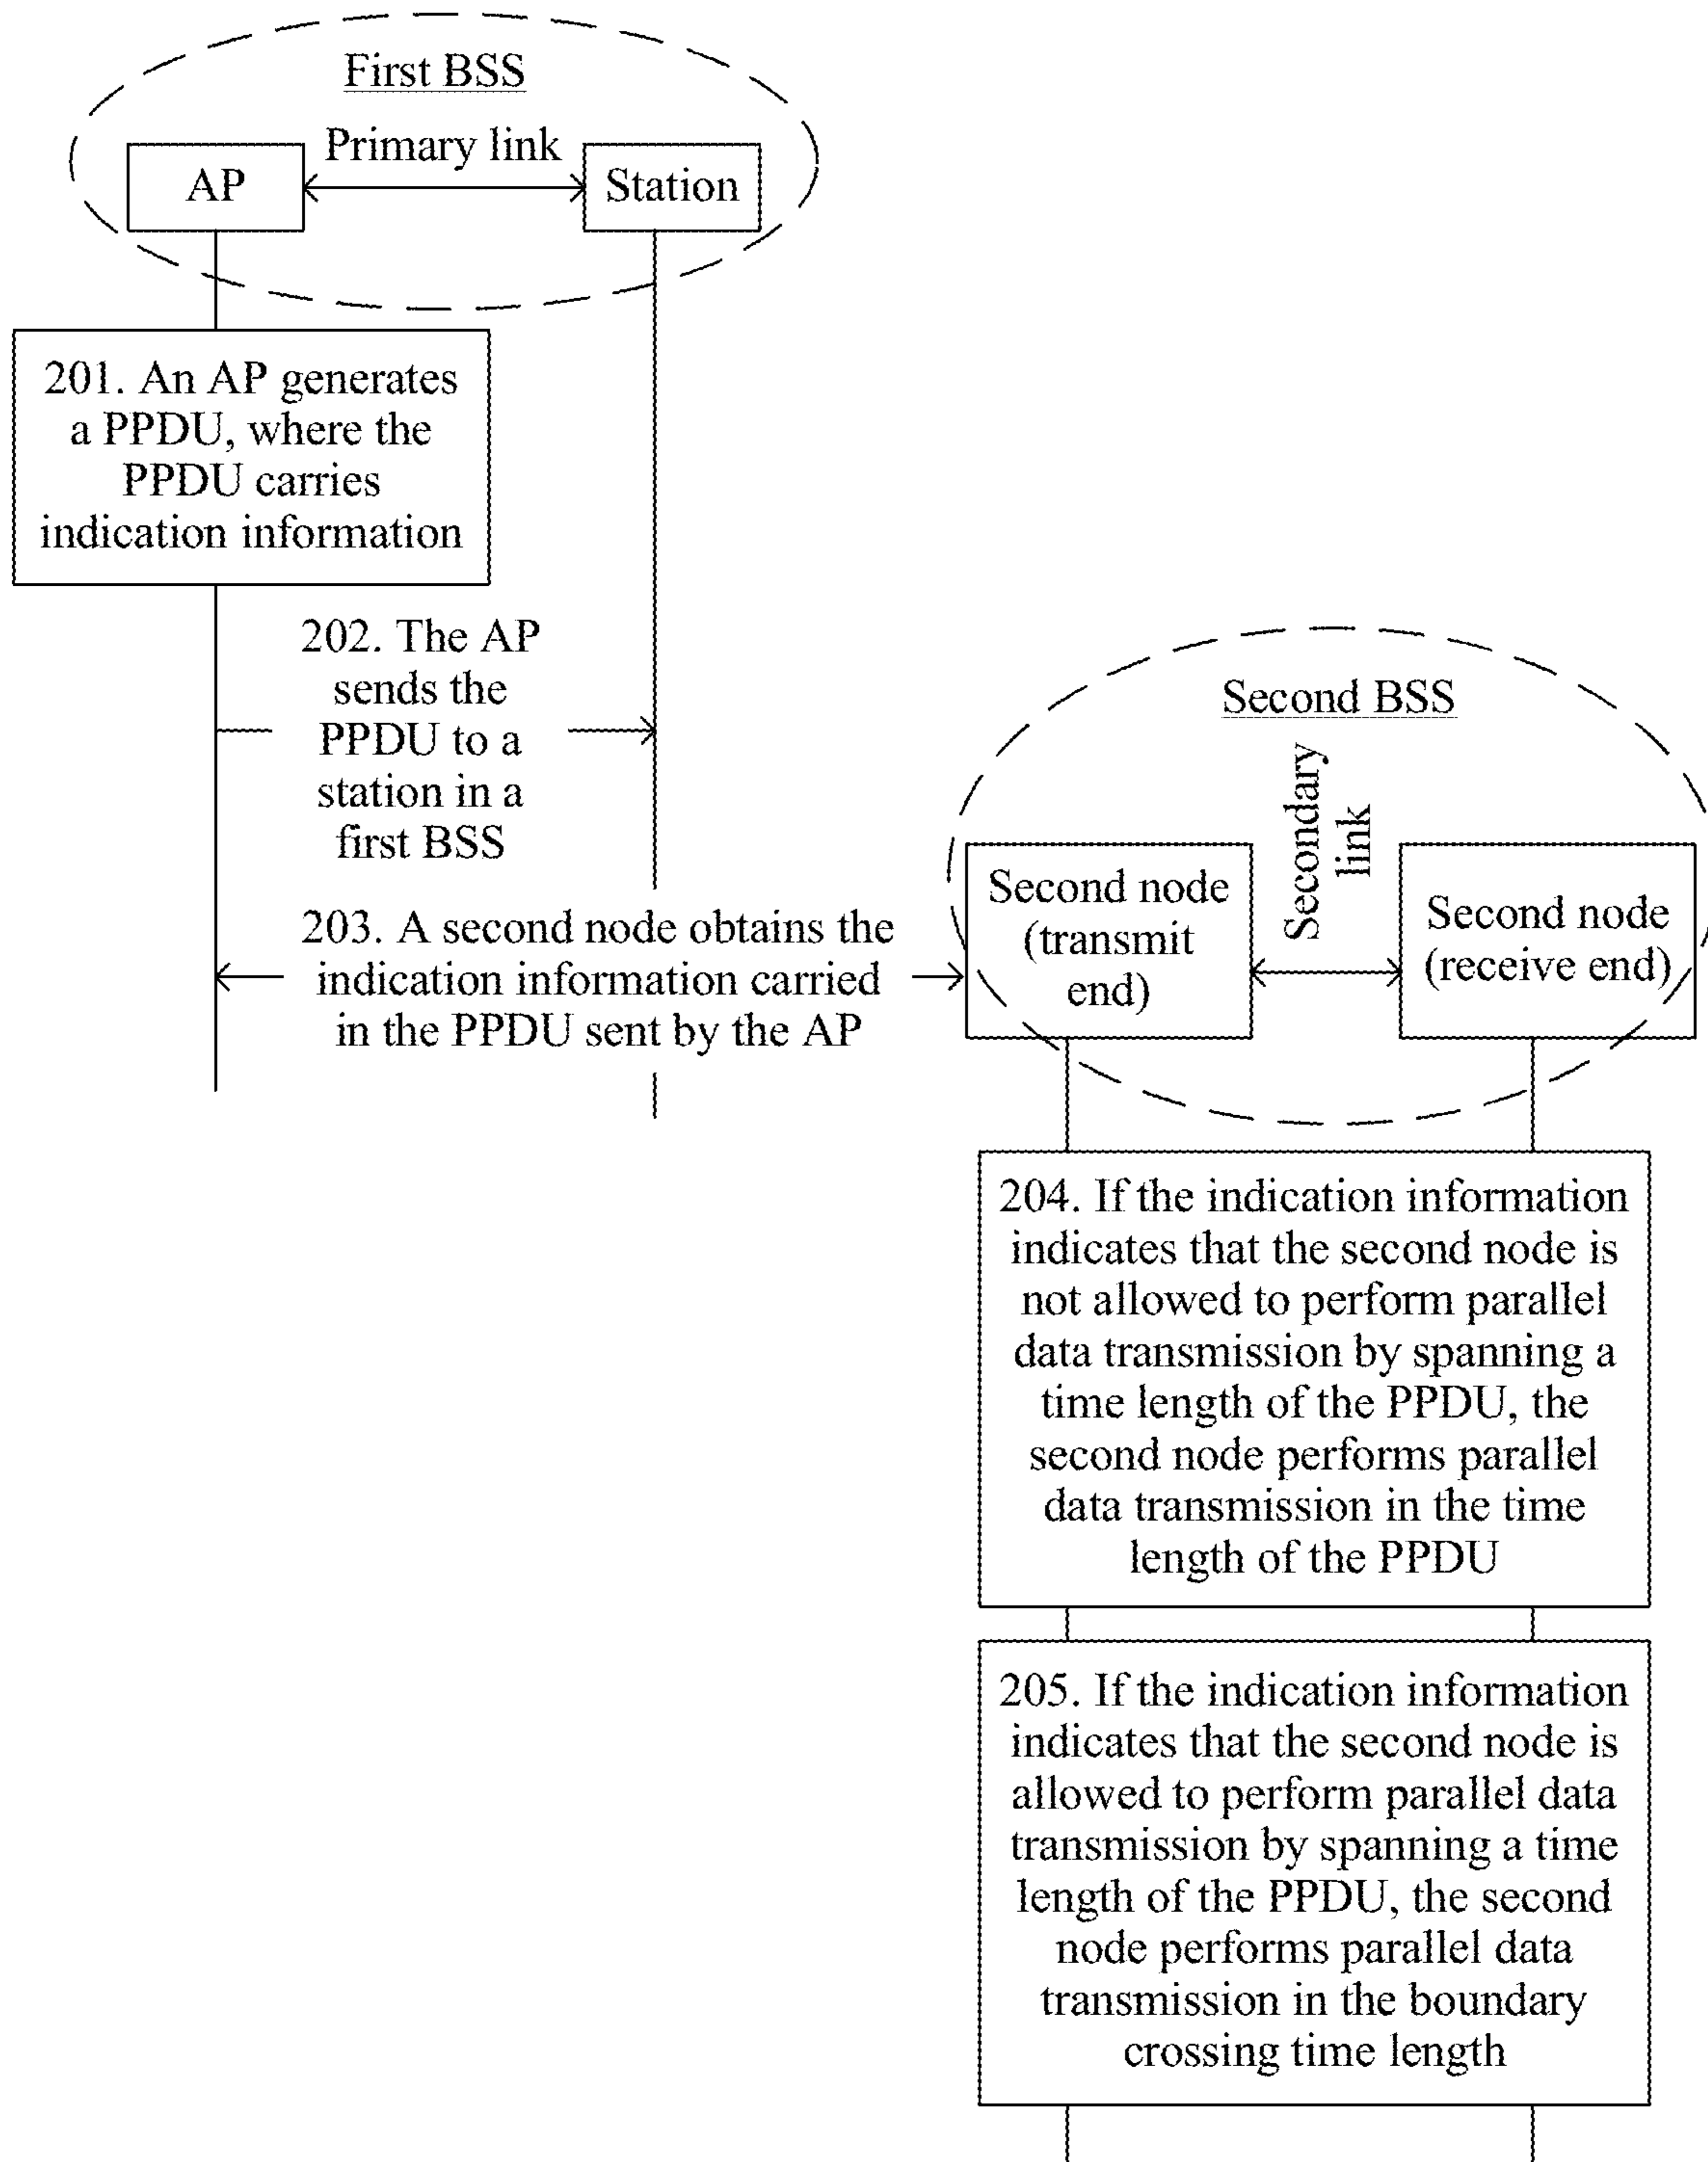 First BSS
Primary link
AP
Station
201. An AP generates
a PPDU, where the
PPDU carries
indication information
202. The AP
sends the
PPDU to a
station in a
first BSS
Second BSS
Secondary
link
Second node
(transmit
end)
Second node
(receive end)
203. A second node obtains the
indication information carried
in the PPDU sent by the AP
204. If the indication information
indicates that the second node is
not allowed to perform parallel
data transmission by spanning a
time length of the PPDU, the
second node performs parallel
data transmission in the time
length of the PPDU
205. If the indication information
indicates that the second node is
allowed to perform parallel data
transmission by spanning a time
length of the PPDU, the second
node performs parallel data
transmission in the boundary
crossing time length